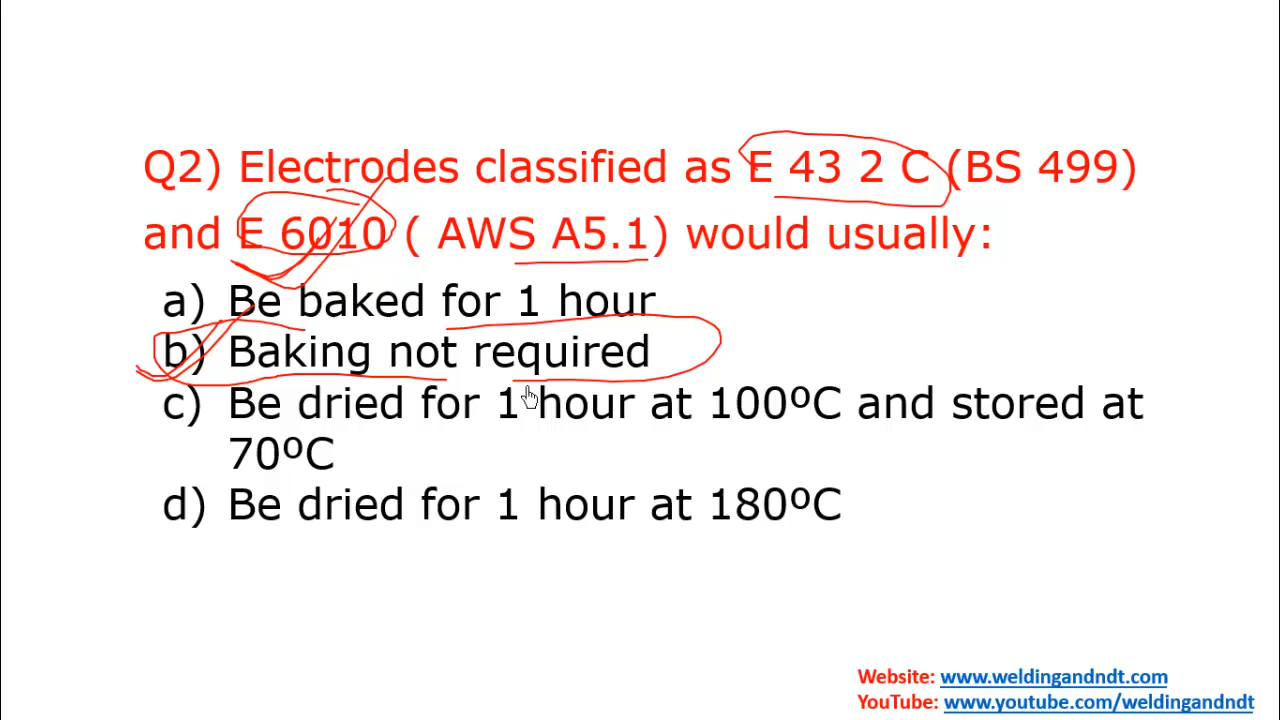 Q2) Electrodes classified as E 43 2 C (BS 499)
and E 6010 ( AWS A5.1) would usually:
a) Be baked for 1 hour
b) Baking not required
c) Be dried for 1 hour at 100ºC and stored at
70ºC
d) Be dried for 1 hour at 180ºC
Website: www.weldingandndt.com
YouTube: www.youtube.com/weldingandndt